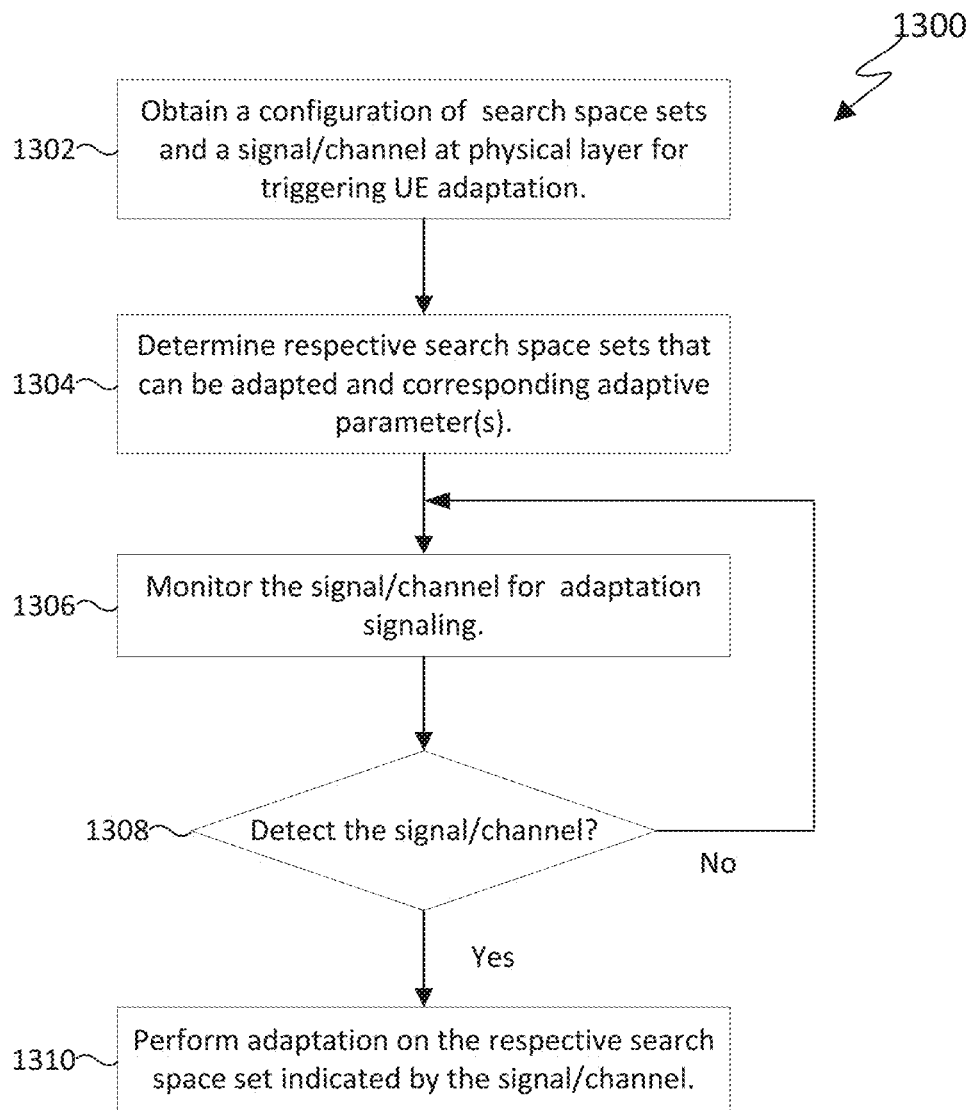 1300
Obtain a configuration of search space sets
1302
and a signal/channel at physical layer for
triggering UE adaptation.
Determine respective search space sets that
1304
can be adapted and corresponding adaptive
parameter(s).
Monitor the signal/channel for adaptation
1306
signaling.
1308
Detect the signal/channel?
No
Yes
Perform adaptation on the respective search
1310
space set indicated by the signal/channel.